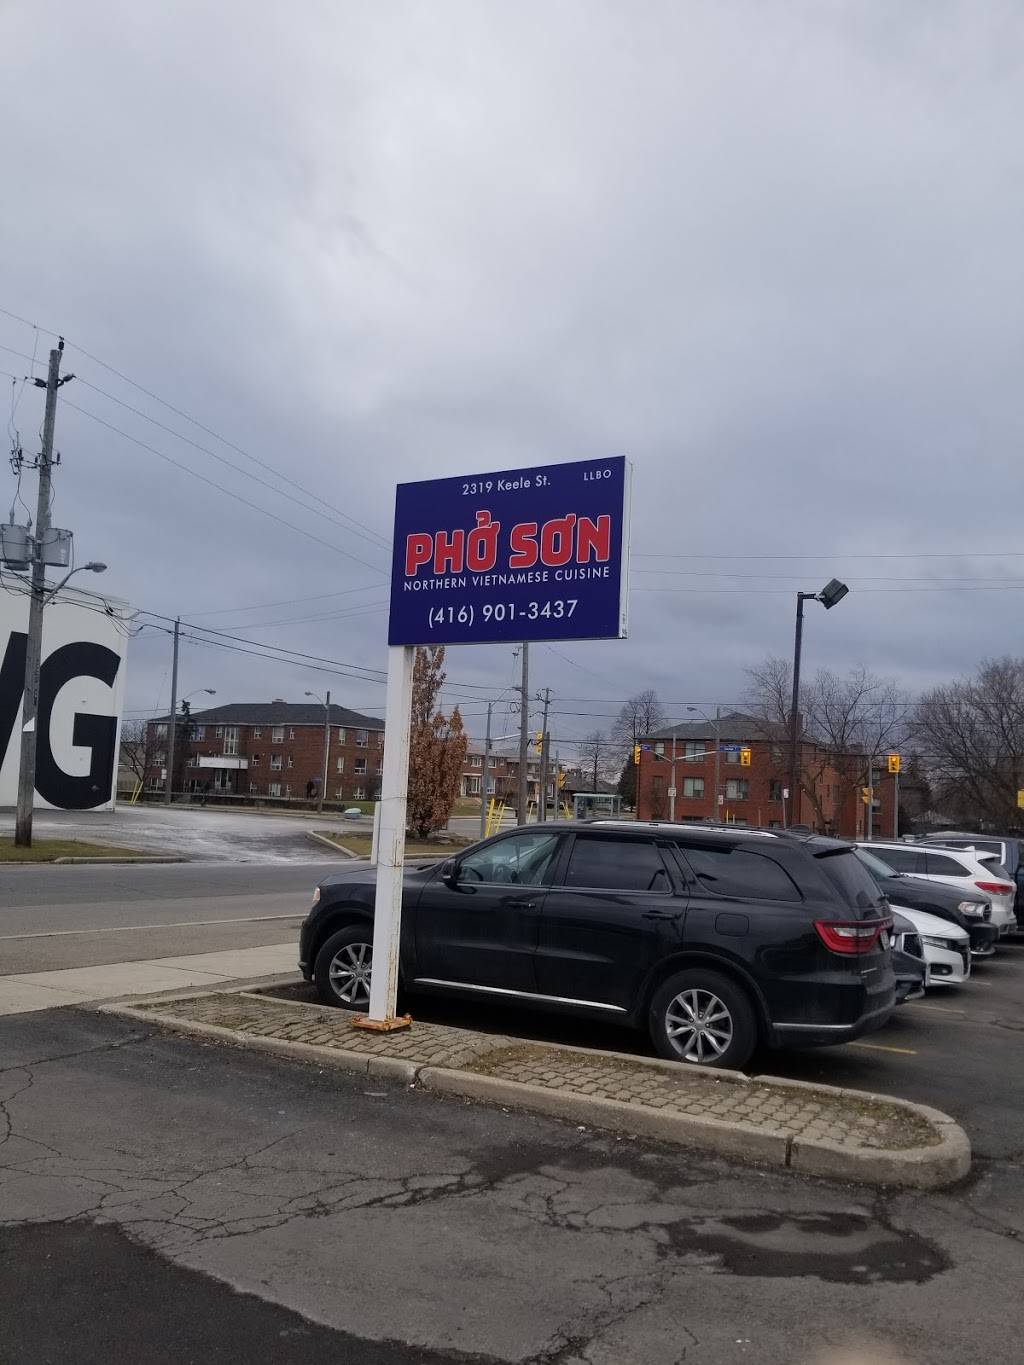 2319 Keele St.
LLBO
PHỞ SƠN
NORTHERN VIETNAMESE CUISINE
(416) 901-3437
G